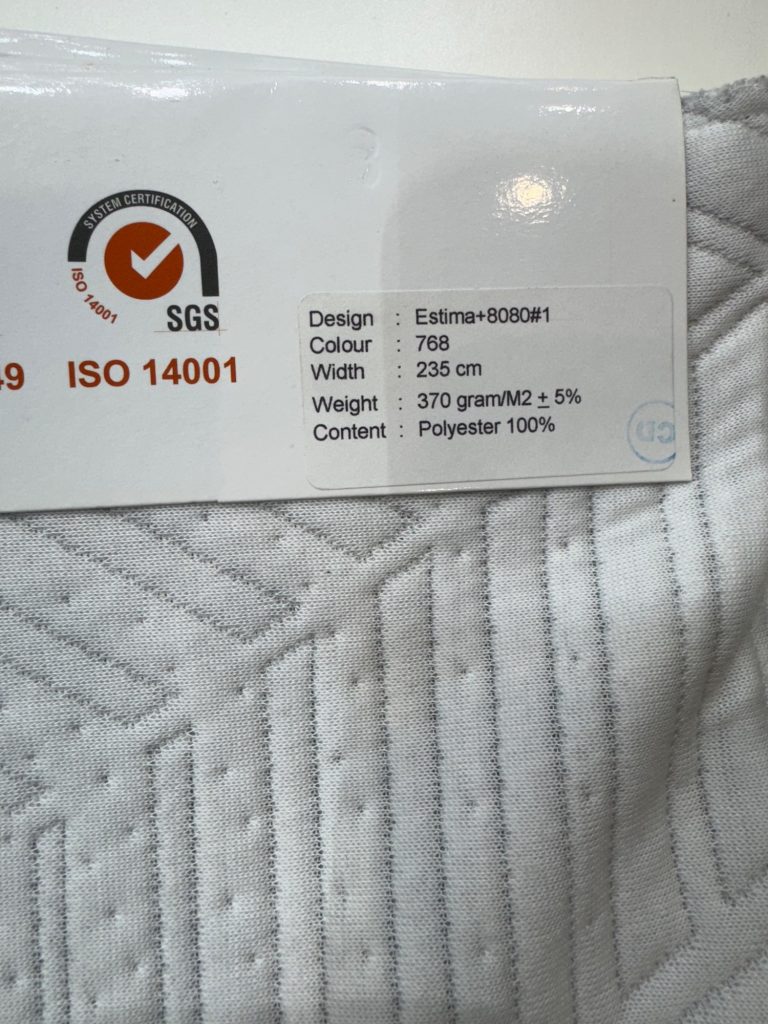 SYSTEM CERTIFICATION
ISO 14001
SGS
49 ISO 14001
Design : Estima+8080#1
Colour : 768
Width : 235 cm
Weight : 370 gram/M2 ± 5%
Content : Polyester 100%
CD